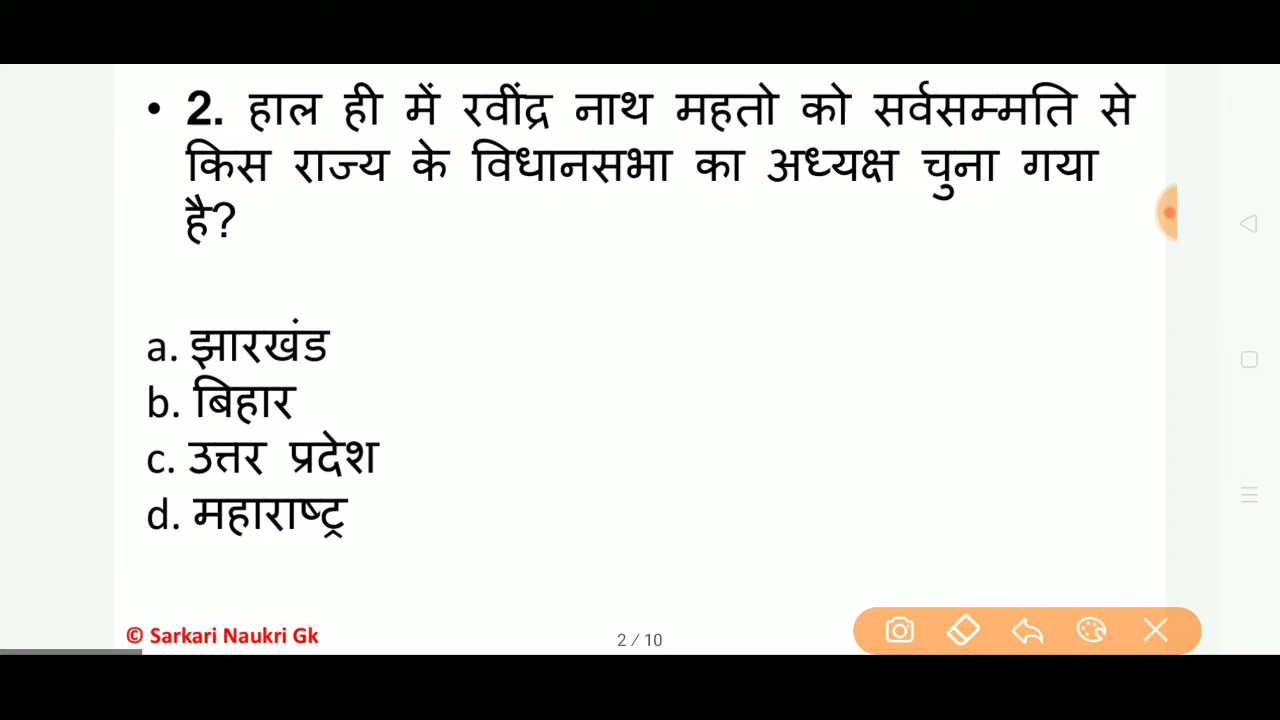 • 2. हाल ही में रवींद्र नाथ महतो को सर्वसम्मति से
किस राज्य के विधानसभा का अध्यक्ष चुना गया
है?
a. झारखंड
b. बिहार
c. उत्तर प्रदेश
d. महाराष्ट्र
© Sarkari Naukri Gk
2 / 10